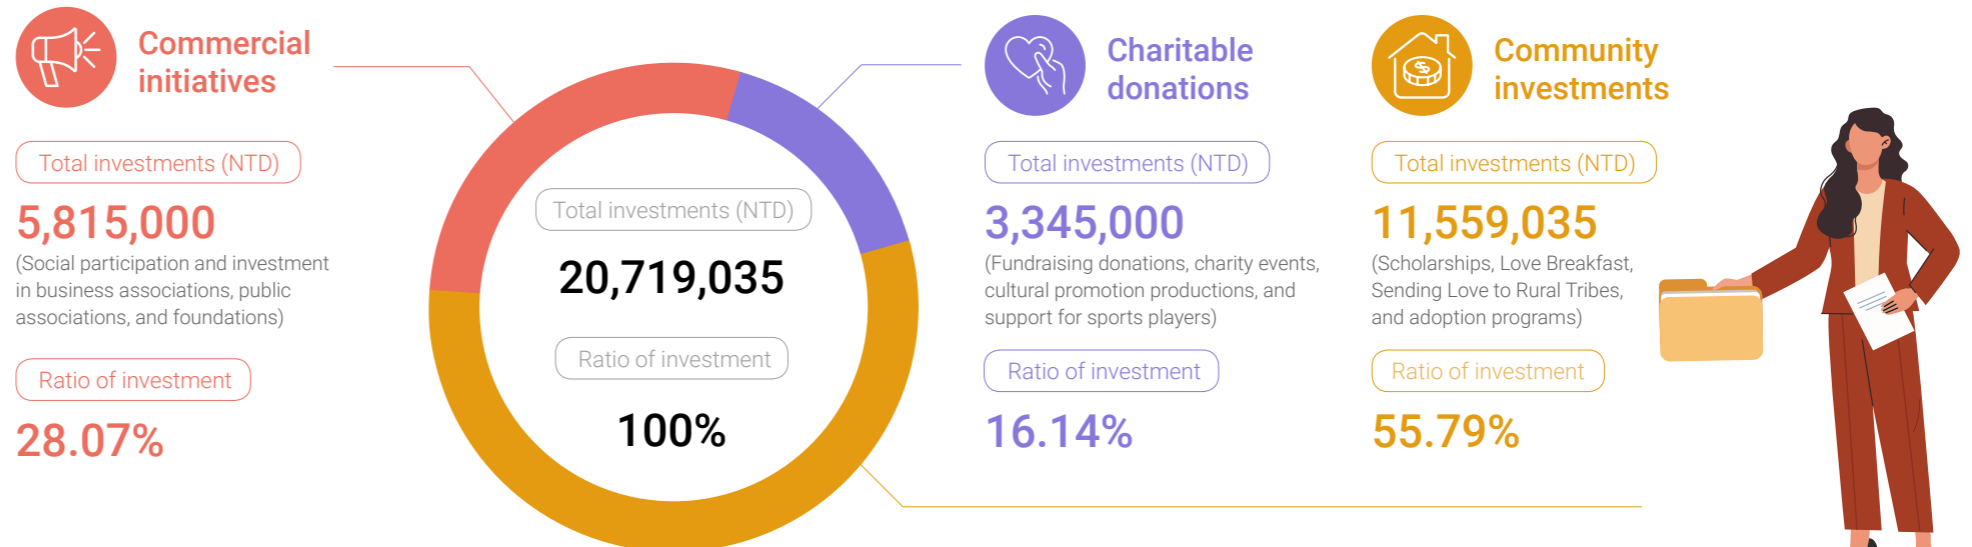 Commercial
initiatives
Total investments (NTD)
5,815,000
(Social participation and investment
in business associations, public
associations, and foundations)
Ratio of investment
28.07%
Total investments (NTD)
20,719,035
Ratio of investment
100%
Charitable
donations
Total investments (NTD)
3,345,000
(Fundraising donations, charity events,
cultural promotion productions, and
support for sports players)
Ratio of investment
16.14%
Community
investments
Total investments (NTD)
11,559,035
(Scholarships, Love Breakfast,
Sending Love to Rural Tribes,
and adoption programs)
Ratio of investment
55.79%